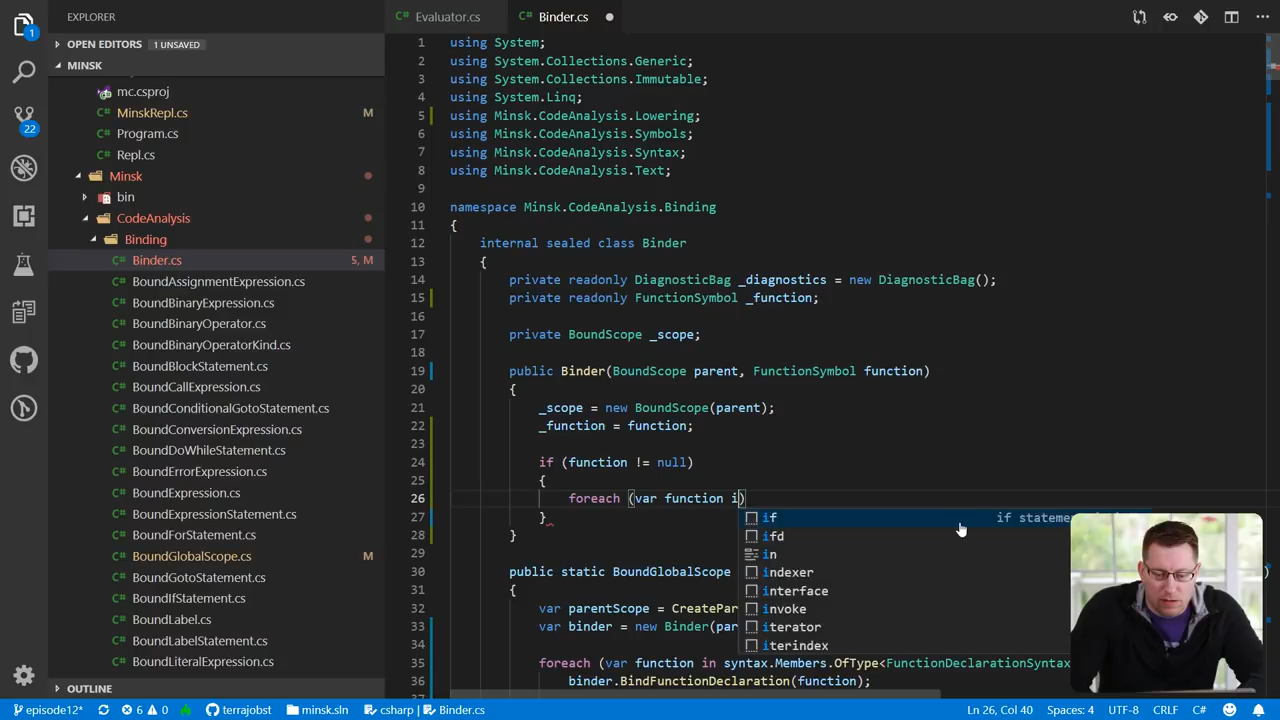 EXPLORER
OPEN EDITORS 1 UNSAVED
MINSK
mc.csproj
MinskRepl.cs M
Program.cs
Repl.cs
Minsk
bin
CodeAnalysis
Binding
Binder.cs 5, M
BoundAssignmentExpression.cs
BoundBinaryExpression.cs
BoundBinaryOperator.cs
BoundBinaryOperatorKind.cs
BoundBlockStatement.cs
BoundCallExpression.cs
BoundConditionalGotoStatement.cs
BoundConversionExpression.cs
BoundDoWhileStatement.cs
BoundErrorExpression.cs
BoundExpression.cs
BoundExpressionStatement.cs
BoundForStatement.cs
BoundGlobalScope.cs M
BoundGotoStatement.cs
BoundIfStatement.cs
BoundLabel.cs
BoundLabelStatement.cs
BoundLiteralExpression.cs
OUTLINE
1
22
C# Evaluator.cs
C# Binder.cs
1 using System;
2 using System.Collections.Generic;
3 using System.Collections.Immutable;
4 using System.Linq;
5 using Minsk.CodeAnalysis.Lowering;
6 using Minsk.CodeAnalysis.Symbols;
7 using Minsk.CodeAnalysis.Syntax;
8 using Minsk.CodeAnalysis.Text;
9
10 namespace Minsk.CodeAnalysis.Binding
11 {
12 internal sealed class Binder
13 {
14 private readonly DiagnosticBag _diagnostics = new DiagnosticBag();
15 private readonly FunctionSymbol _function;
16
17 private BoundScope _scope;
18
19 public Binder(BoundScope parent, FunctionSymbol function)
20 {
21 _scope = new BoundScope(parent);
22 _function = function;
23
24 if (function != null)
25 {
26 foreach (var function i)
27 }
28 }
29
30 public static BoundGlobalScope )
31 {
32 var parentScope = CreatePar
33 var binder = new Binder(par
34
35 foreach (var function in syntax.Members.OfType<FunctionDeclarationSyntax
36 binder.BindFunctionDeclaration(function);
if if statem
ifd
in
indexer
interface
invoke
iterator
iterindex
episode12* 6 0 terrajobst minsk.sln csharp Binder.cs Ln 26, Col 40 Spaces: 4 UTF-8 CRLF C#